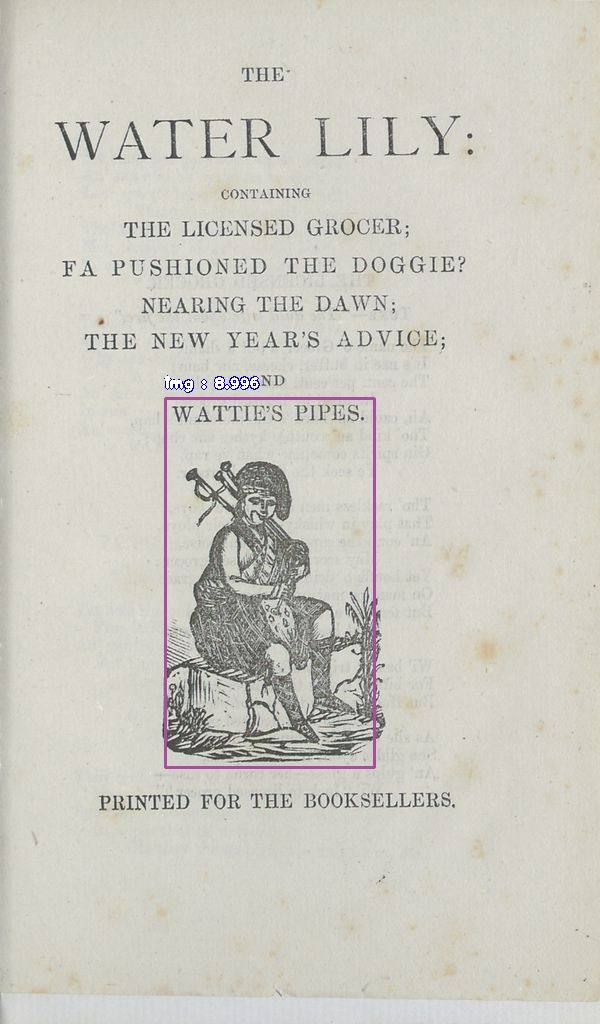 THE
WATER LILY:
CONTAINING
THE LICENSED GROCER;
FA PUSHIONED THE DOGGIE?
NEARING THE DAWN;
THE NEW YEAR'S ADVICE;
img : 8.996
AND
WATTIE'S PIPES.
PRINTED FOR THE BOOKSELLERS.